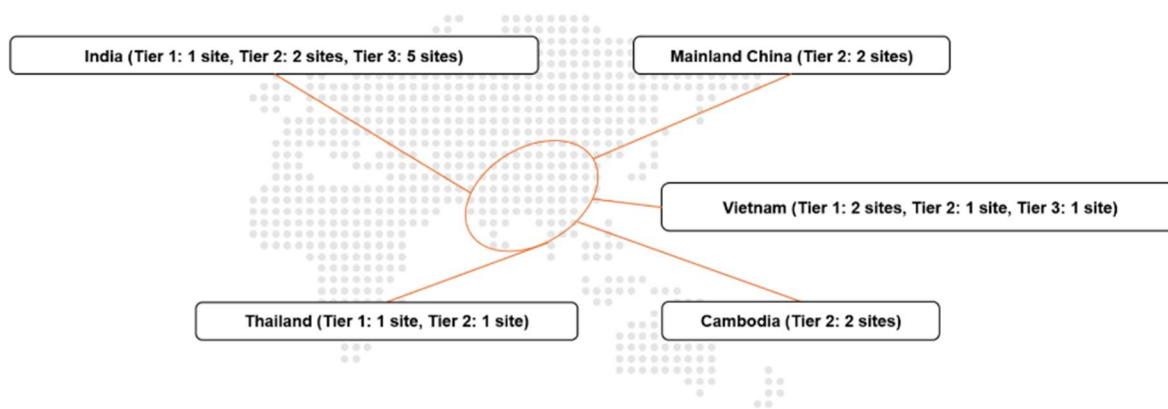 India (Tier 1: 1 site, Tier 2: 2 sites, Tier 3: 5 sites)
Mainland China (Tier 2: 2 sites)
Vietnam (Tier 1: 2 sites, Tier 2: 1 site, Tier 3: 1 site)
Thailand (Tier 1: 1 site, Tier 2: 1 site)
Cambodia (Tier 2: 2 sites)